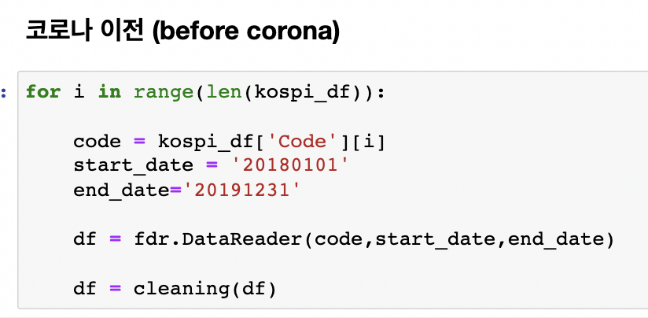 코로나 이전 (before corona)
: for i in range(len(kospi_df)):
code = kospi_df['Code'][i]
start_date = '20180101'
end_date='20191231'
df = fdr.DataReader(code,start_date,end_date)
df = cleaning(df)